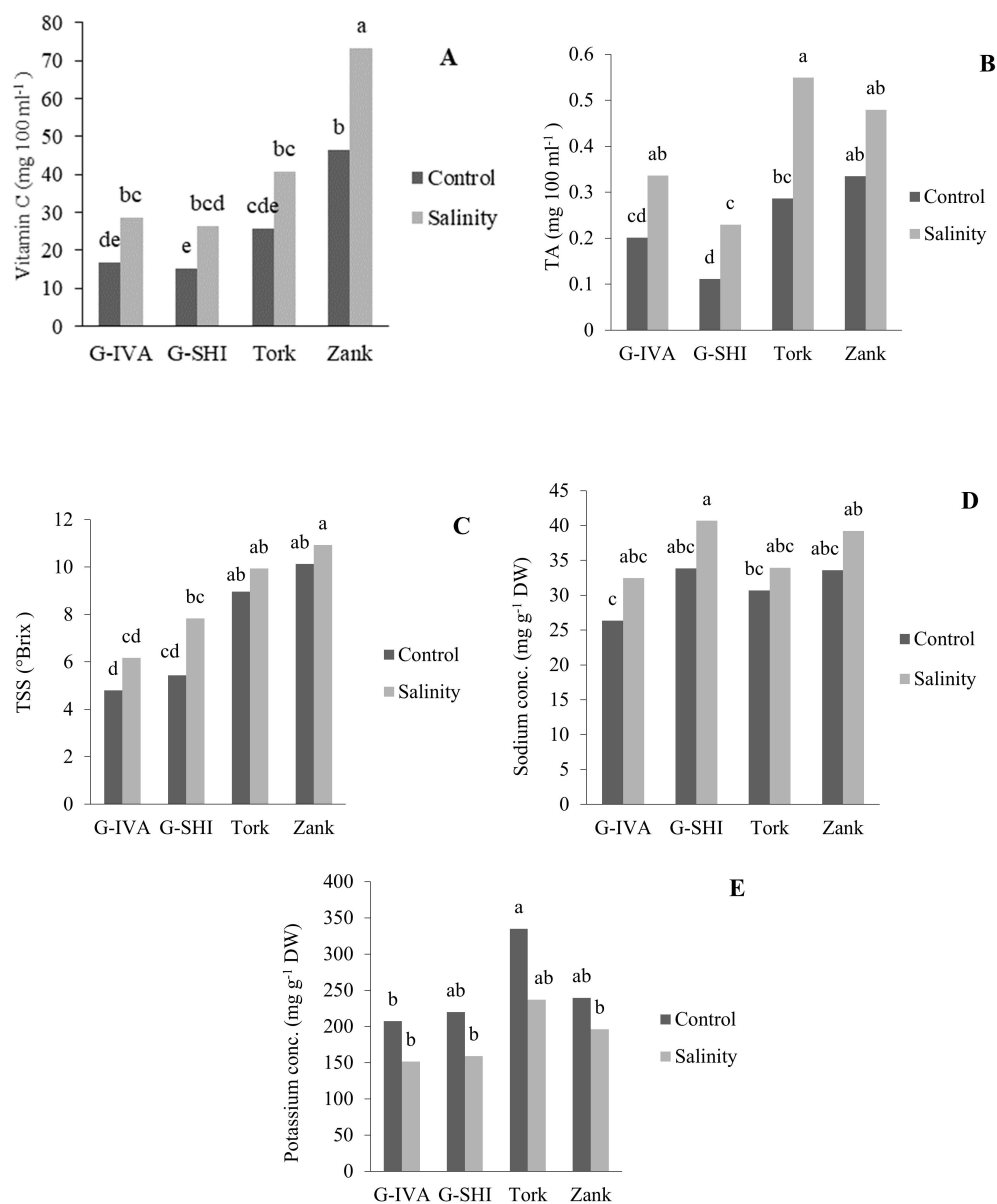 A
Vitamin C (mg 100 ml⁻¹ )
80
70
60
50
40
30
20
10
0
de
bc
e
bcd
cde
bc
b
a
G-IVA G-SHI Tork Zank
Control
Salinity
B
TA (mg 100 ml⁻¹ )
0.6
0.5
0.4
0.3
0.2
0.1
0
cd
ab
d
c
bc
a
ab
ab
G-IVA G-SHI Tork Zank
Control
Salinity
C
TSS (°Brix )
12
10
8
6
4
2
0
d
cd
cd
bc
ab
ab
ab
a
G-IVA G-SHI Tork Zank
Control
Salinity
D
Sodium conc. (mg g⁻¹ DW)
45
40
35
30
25
20
15
10
5
0
c
abc
abc
a
bc
abc
abc
ab
G-IVA G-SHI Tork Zank
Control
Salinity
E
Potassium conc. (mg g⁻¹ DW)
400
350
300
250
200
150
100
50
0
b
b
ab
b
a
ab
ab
b
G-IVA G-SHI Tork Zank
Control
Salinity